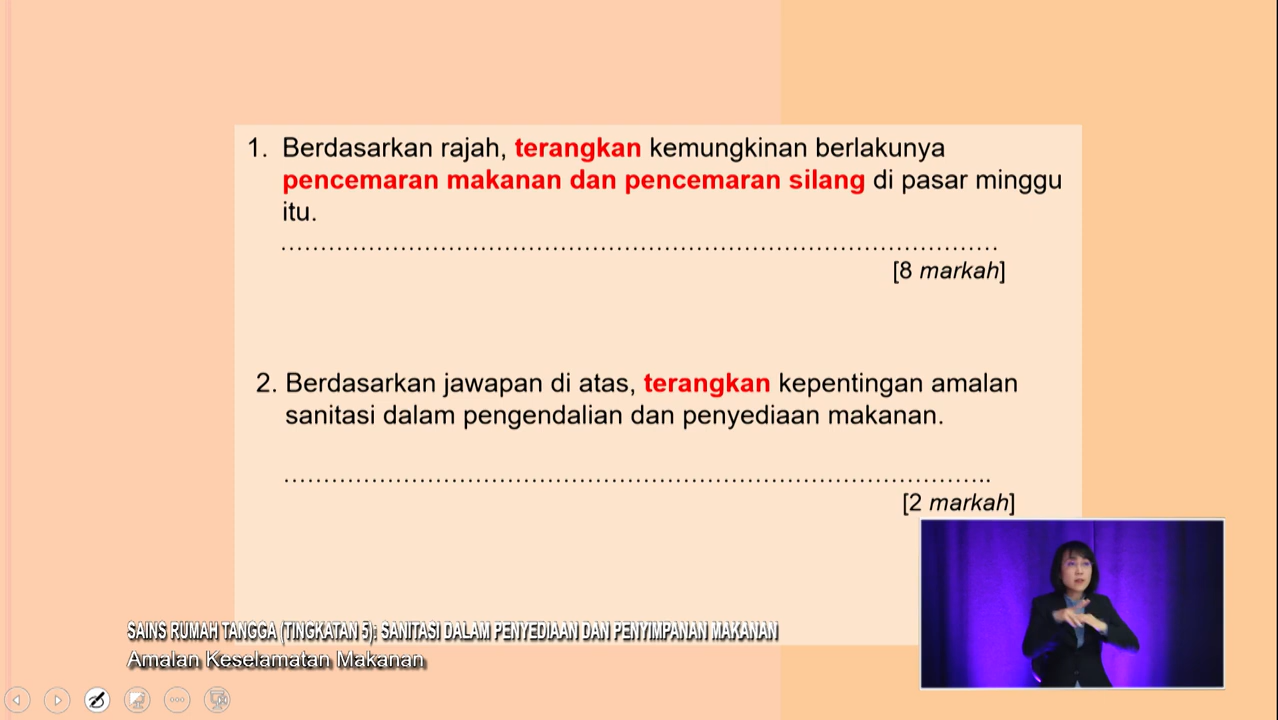 1. Berdasarkan rajah, terangkan kemungkinan berlakunya
pencemaran makanan dan pencemaran silang di pasar minggu
itu.
……………………………………………………………………………
[8 markah]
2. Berdasarkan jawapan di atas, terangkan kepentingan amalan
sanitasi dalam pengendalian dan penyediaan makanan.
…………………………………………………………………………..
[2 markah]
SAINS RUMAH TANGGA (TINGKATAN 5): SANITASI DALAM PENYEDIAAN DAN PENYIMPANAN MAKANAN
Amalan Keselamatan Makanan